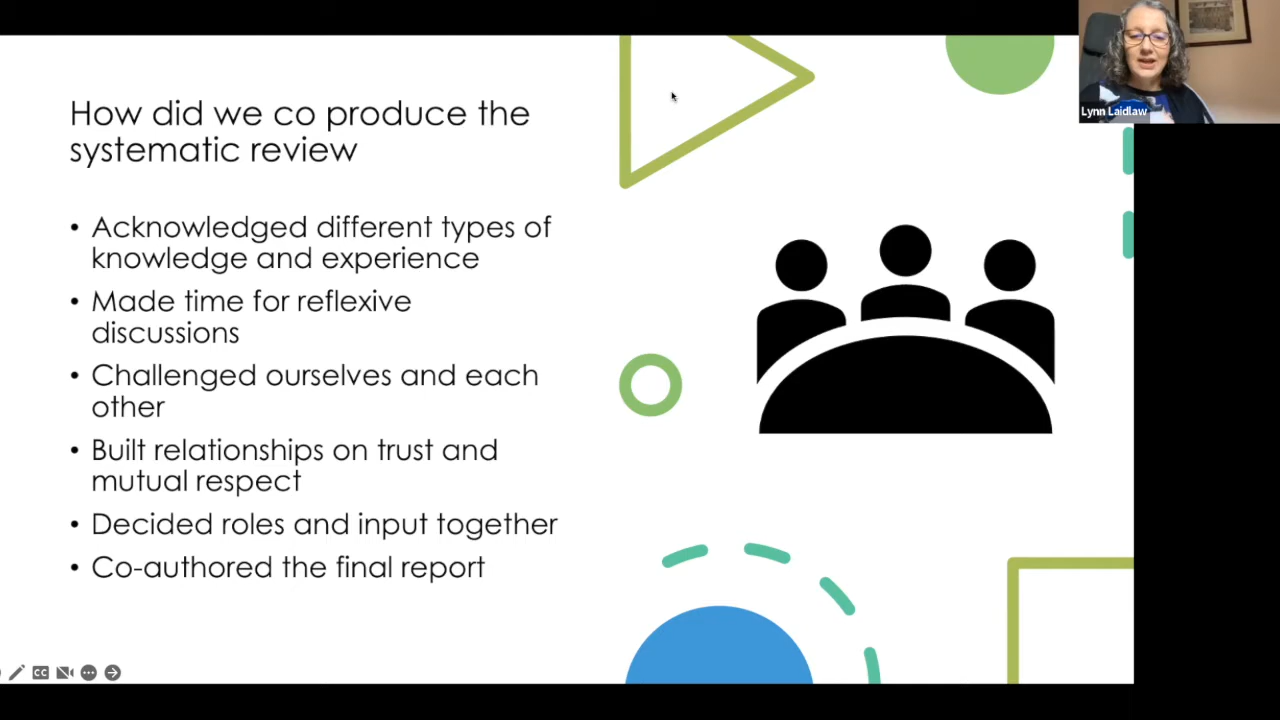 Lynn Laidlaw
How did we co produce the
systematic review
• Acknowledged different types of
knowledge and experience
• Made time for reflexive
discussions
• Challenged ourselves and each
other
• Built relationships on trust and
mutual respect
• Decided roles and input together
• Co-authored the final report
CC